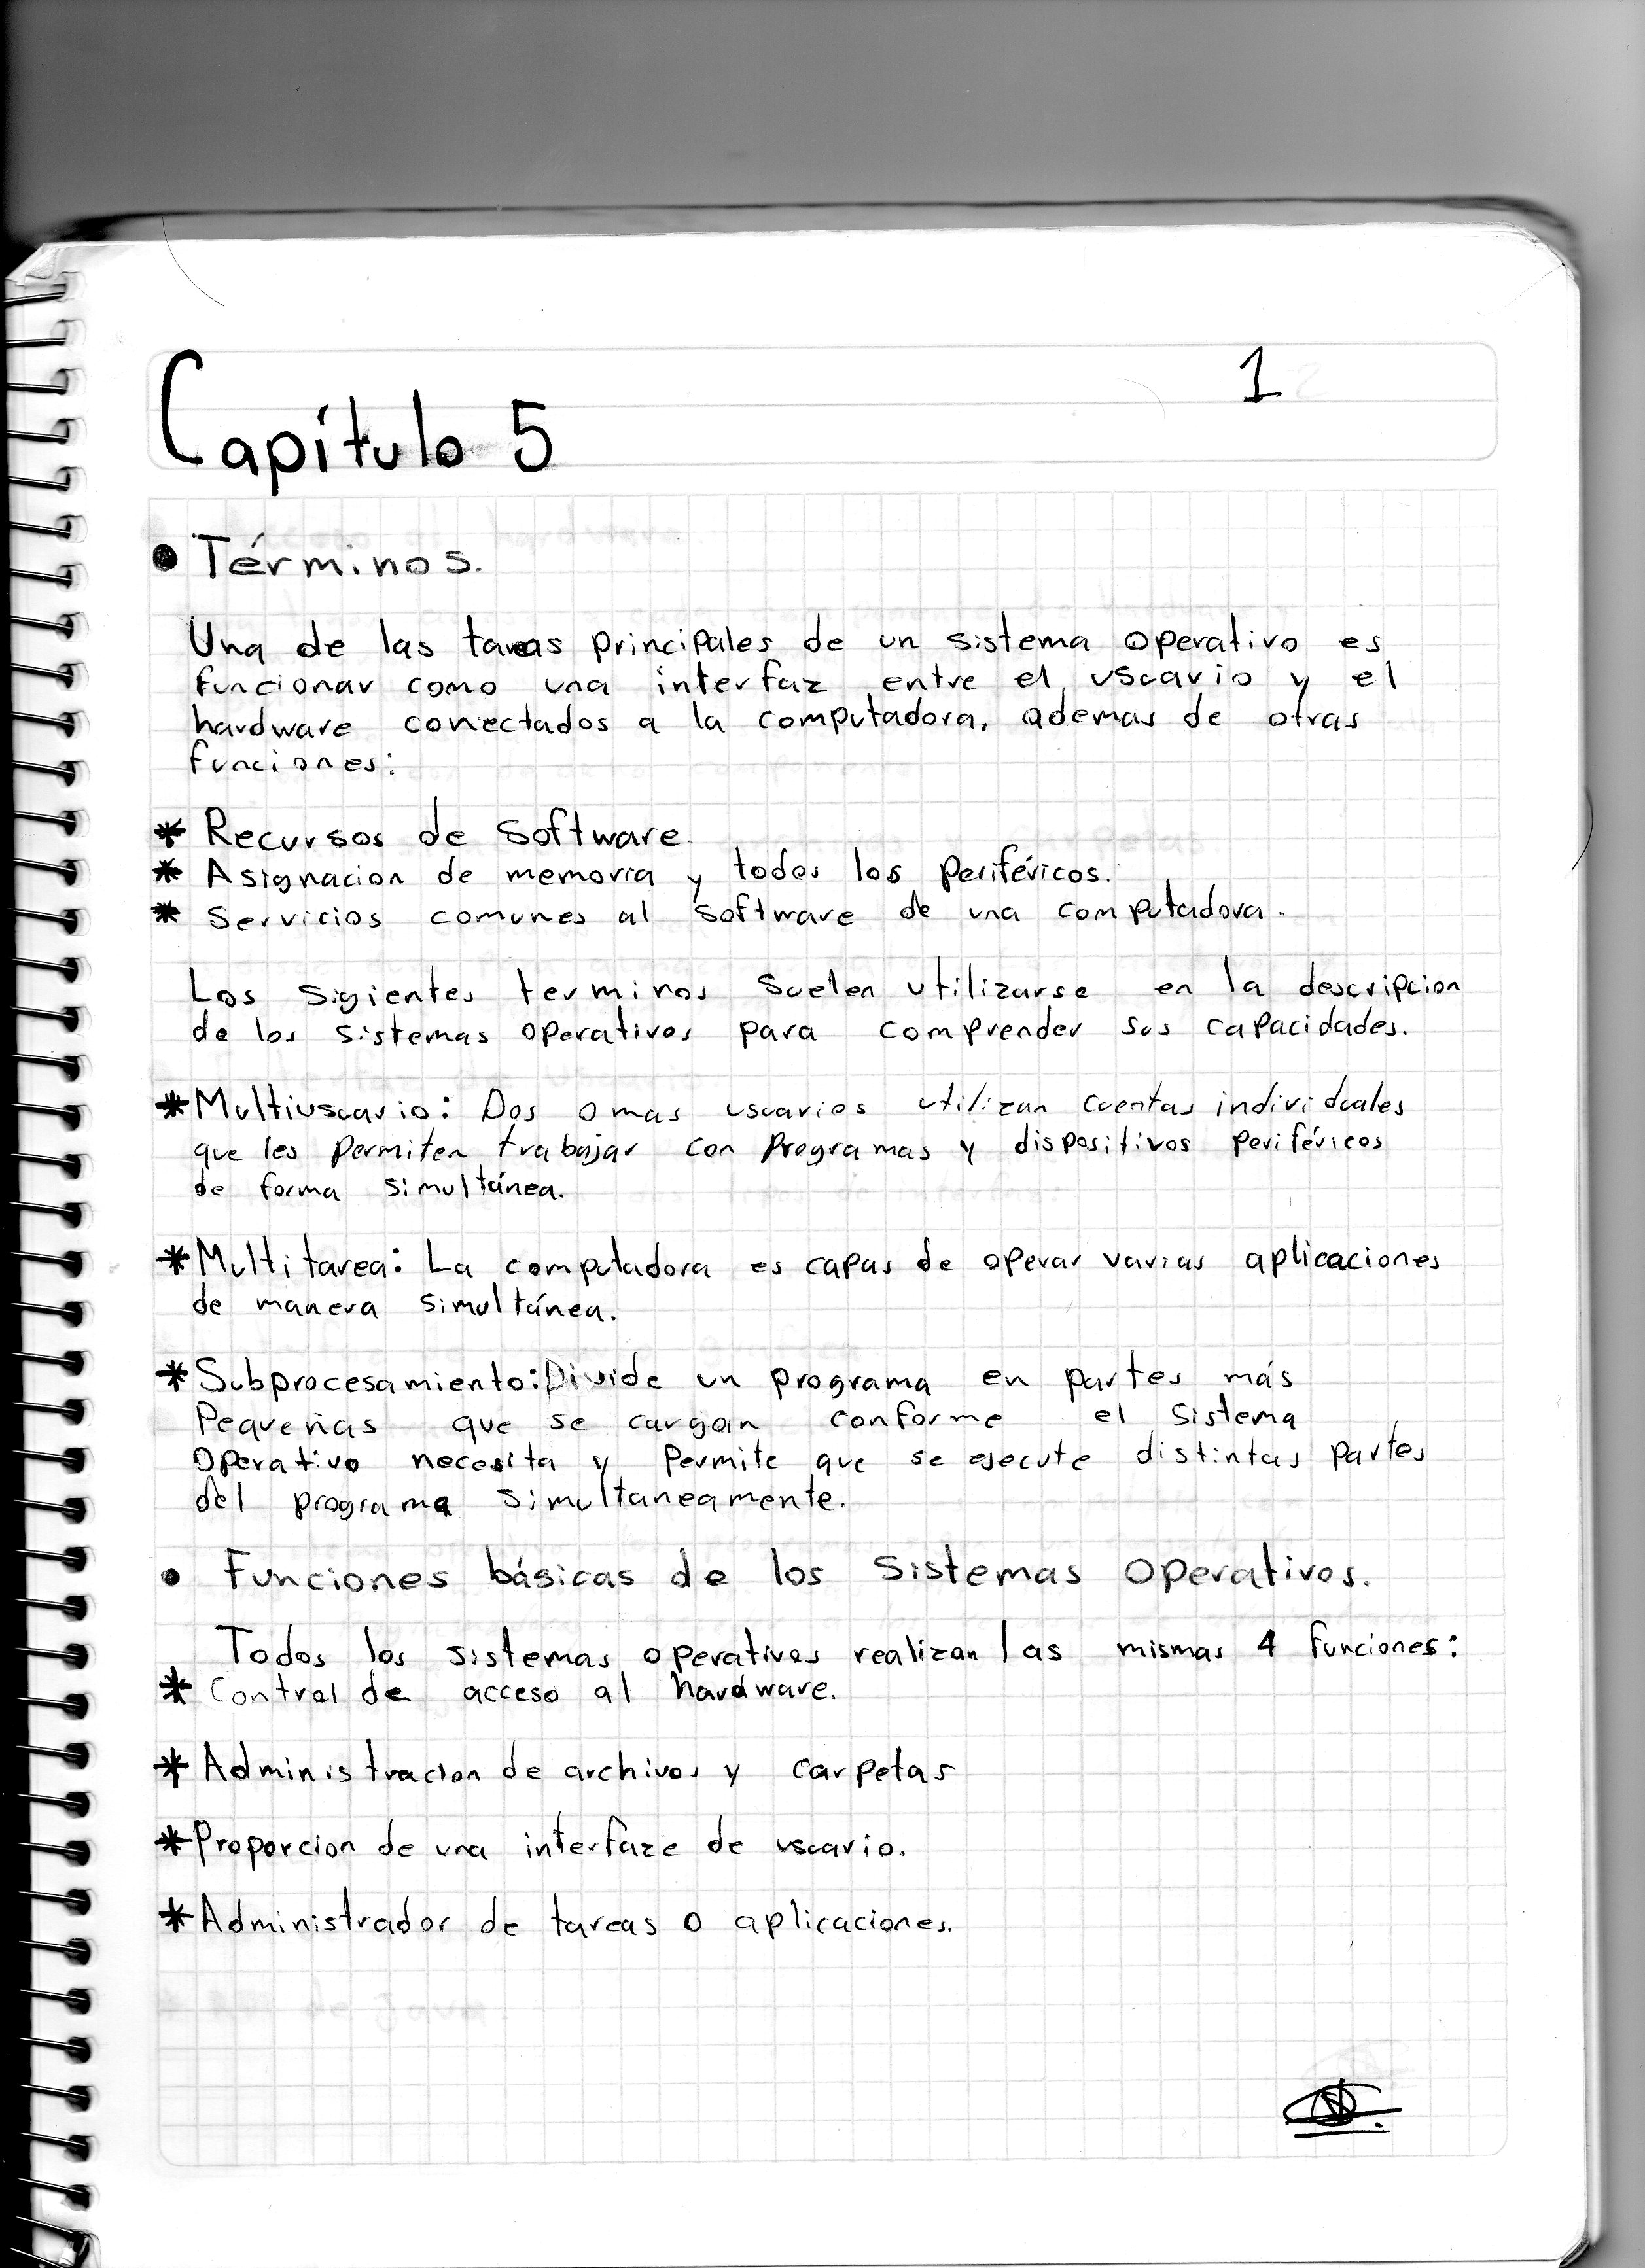 1
Capítulo 5
• Términos.
Una de las tareas principales de un sistema operativo es
funcionar como una interfaz entre el usuario y el
hardware conectados a la computadora, ademas de otras
funciones:
* Recursos de Software.
* Asignacion de memoria y todos los periféricos.
* Servicios comunes al software de una computadora.
Los sigientes terminos suelen utilizarse en la descripcion
de los sistemas operativos para comprender sus capacidades.
* Multiusuario: Dos o mas usuarios utilizan cuentas individuales
que les permiten trabajar con programas y dispositivos periféricos
de forma simultánea.
* Multitarea: La computadora es capas de operar varias aplicaciones
de manera simultánea.
* Subprocesamiento: Divide un programa en partes más
pequeñas que se cargan conforme el sistema
operativo necesita y permite que se ejecute distintas partes
del programa simultaneamente.
• Funciones básicas de los sistemas operativos.
Todos los sistemas operativos realizan las mismas 4 funciones:
* Control de acceso al hardware.
* Administracion de archivos y carpetas
* Proporcion de una interfaze de usuario.
* Administrador de tareas o aplicaciones.